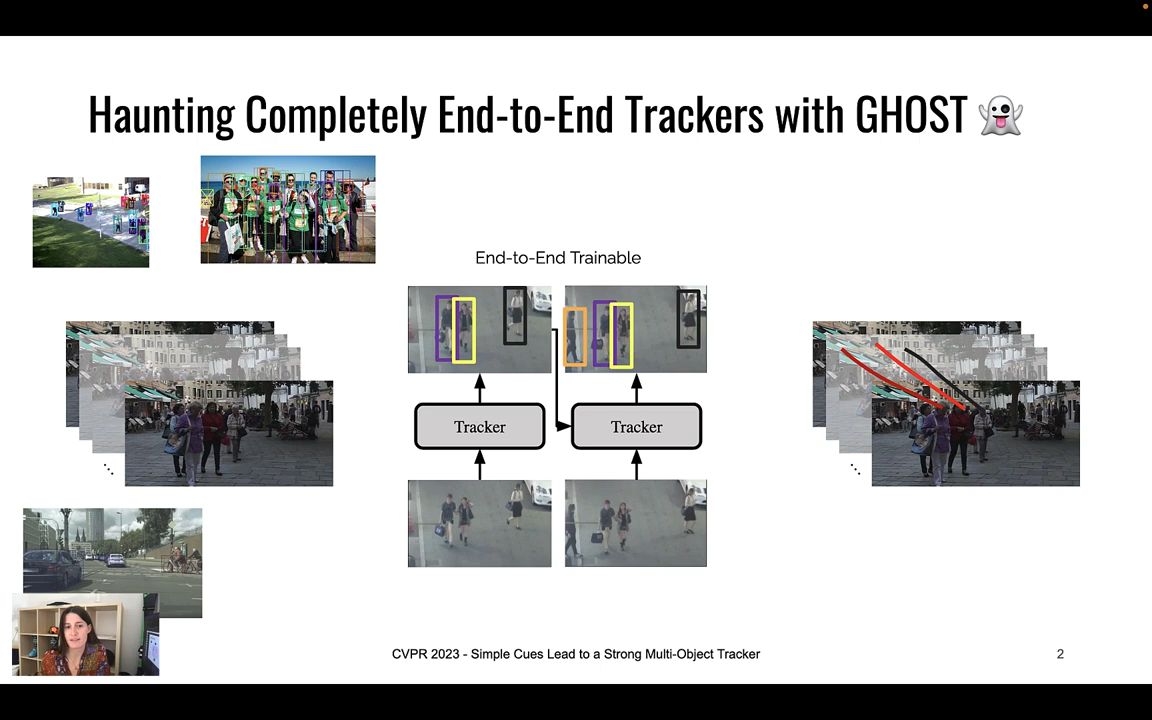 Haunting Completely End-to-End Trackers with GHOST 👻
End-to-End Trainable
Tracker
Tracker
CVPR 2023 - Simple Cues Lead to a Strong Multi-Object Tracker
2